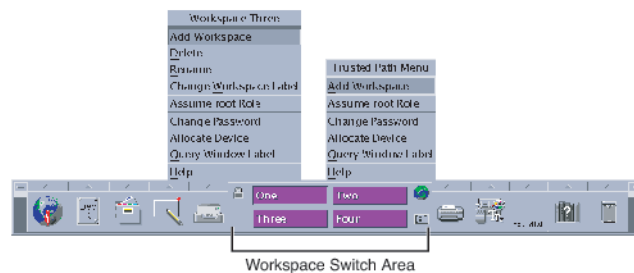 Workspace Three
Add Workspace
Delete
Rename
Change Workspace Label
Assume root Role
Change Password
Allocate Device
Query Window Label
Help
Trusted Path Menu
Add Workspace
Assume root Role
Change Password
Allocate Device
Query Window Label
Help
One
Two
Three
Four
Workspace Switch Area